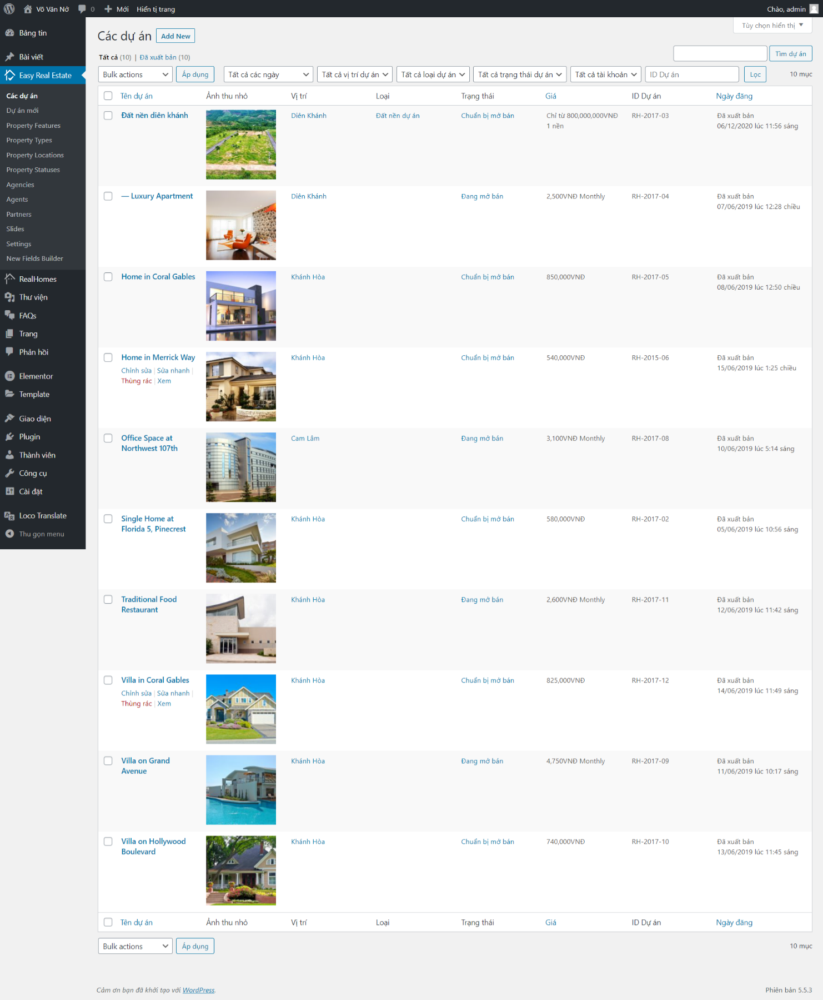 Võ Văn Nở
0
Mới
Hiển tị trang
Chào, admin
Bảng tin
Bài viết
Easy Real Estate
Các dự án
Dự án mới
Property Features
Property Types
Property Locations
Property Statuses
Agencies
Agents
Partners
Slides
Settings
New Fields Builder
RealHomes
Thư viện
FAQs
Trang
Phản hồi
Elementor
Template
Giao diện
Plugin
Thành viên
Công cụ
Cài đặt
Loco Translate
Thu gọn menu
Tùy chọn hiển thị
Các dự án Add New
Tất cả (10) | Đã xuất bản (10)
Tìm dự án
Bulk actions Áp dụng Tất cả các ngày Tất cả vị trí dự án Tất cả loại dự án Tất cả trạng thái dự án Tất cả tài khoản ID Dự án Lọc 10 mục
Tên dự án Ảnh thu nhỏ Vị trí Loại Trạng thái Giá ID Dự án Ngày đăng
Đất nền diên khánh Diên Khánh Đất nền dự án Chuẩn bị mở bán Chỉ từ 800,000,000VNĐ RH-2017-03 Đã xuất bản
1 nền 06/12/2020 lúc 11:56 sáng
— Luxury Apartment Diên Khánh Đang mở bán 2,500VNĐ Monthly RH-2017-04 Đã xuất bản
07/06/2019 lúc 12:28 chiều
Home in Coral Gables Khánh Hòa Chuẩn bị mở bán 850,000VNĐ RH-2017-05 Đã xuất bản
08/06/2019 lúc 12:50 chiều
Home in Merrick Way Khánh Hòa Chuẩn bị mở bán 540,000VNĐ RH-2015-06 Đã xuất bản
Chỉnh sửa | Sửa nhanh | 15/06/2019 lúc 1:25 chiều
Thùng rác | Xem
Office Space at Cam Lâm Đang mở bán 3,100VNĐ Monthly RH-2017-08 Đã xuất bản
Northwest 107th 10/06/2019 lúc 5:14 sáng
Single Home at Khánh Hòa Chuẩn bị mở bán 580,000VNĐ RH-2017-02 Đã xuất bản
Florida 5, Pinecrest 05/06/2019 lúc 10:56 sáng
Traditional Food Khánh Hòa Đang mở bán 2,600VNĐ Monthly RH-2017-11 Đã xuất bản
Restaurant 12/06/2019 lúc 11:42 sáng
Villa in Coral Gables Khánh Hòa Chuẩn bị mở bán 825,000VNĐ RH-2017-12 Đã xuất bản
Chỉnh sửa | Sửa nhanh | 14/06/2019 lúc 11:49 sáng
Thùng rác | Xem
Villa on Grand Khánh Hòa Đang mở bán 4,750VNĐ Monthly RH-2017-09 Đã xuất bản
Avenue 11/06/2019 lúc 10:17 sáng
Villa on Hollywood Khánh Hòa Chuẩn bị mở bán 740,000VNĐ RH-2017-10 Đã xuất bản
Boulevard 13/06/2019 lúc 11:45 sáng
Tên dự án Ảnh thu nhỏ Vị trí Loại Trạng thái Giá ID Dự án Ngày đăng
Bulk actions Áp dụng 10 mục
Cảm ơn bạn đã khởi tạo với WordPress. Phiên bản 5.5.3